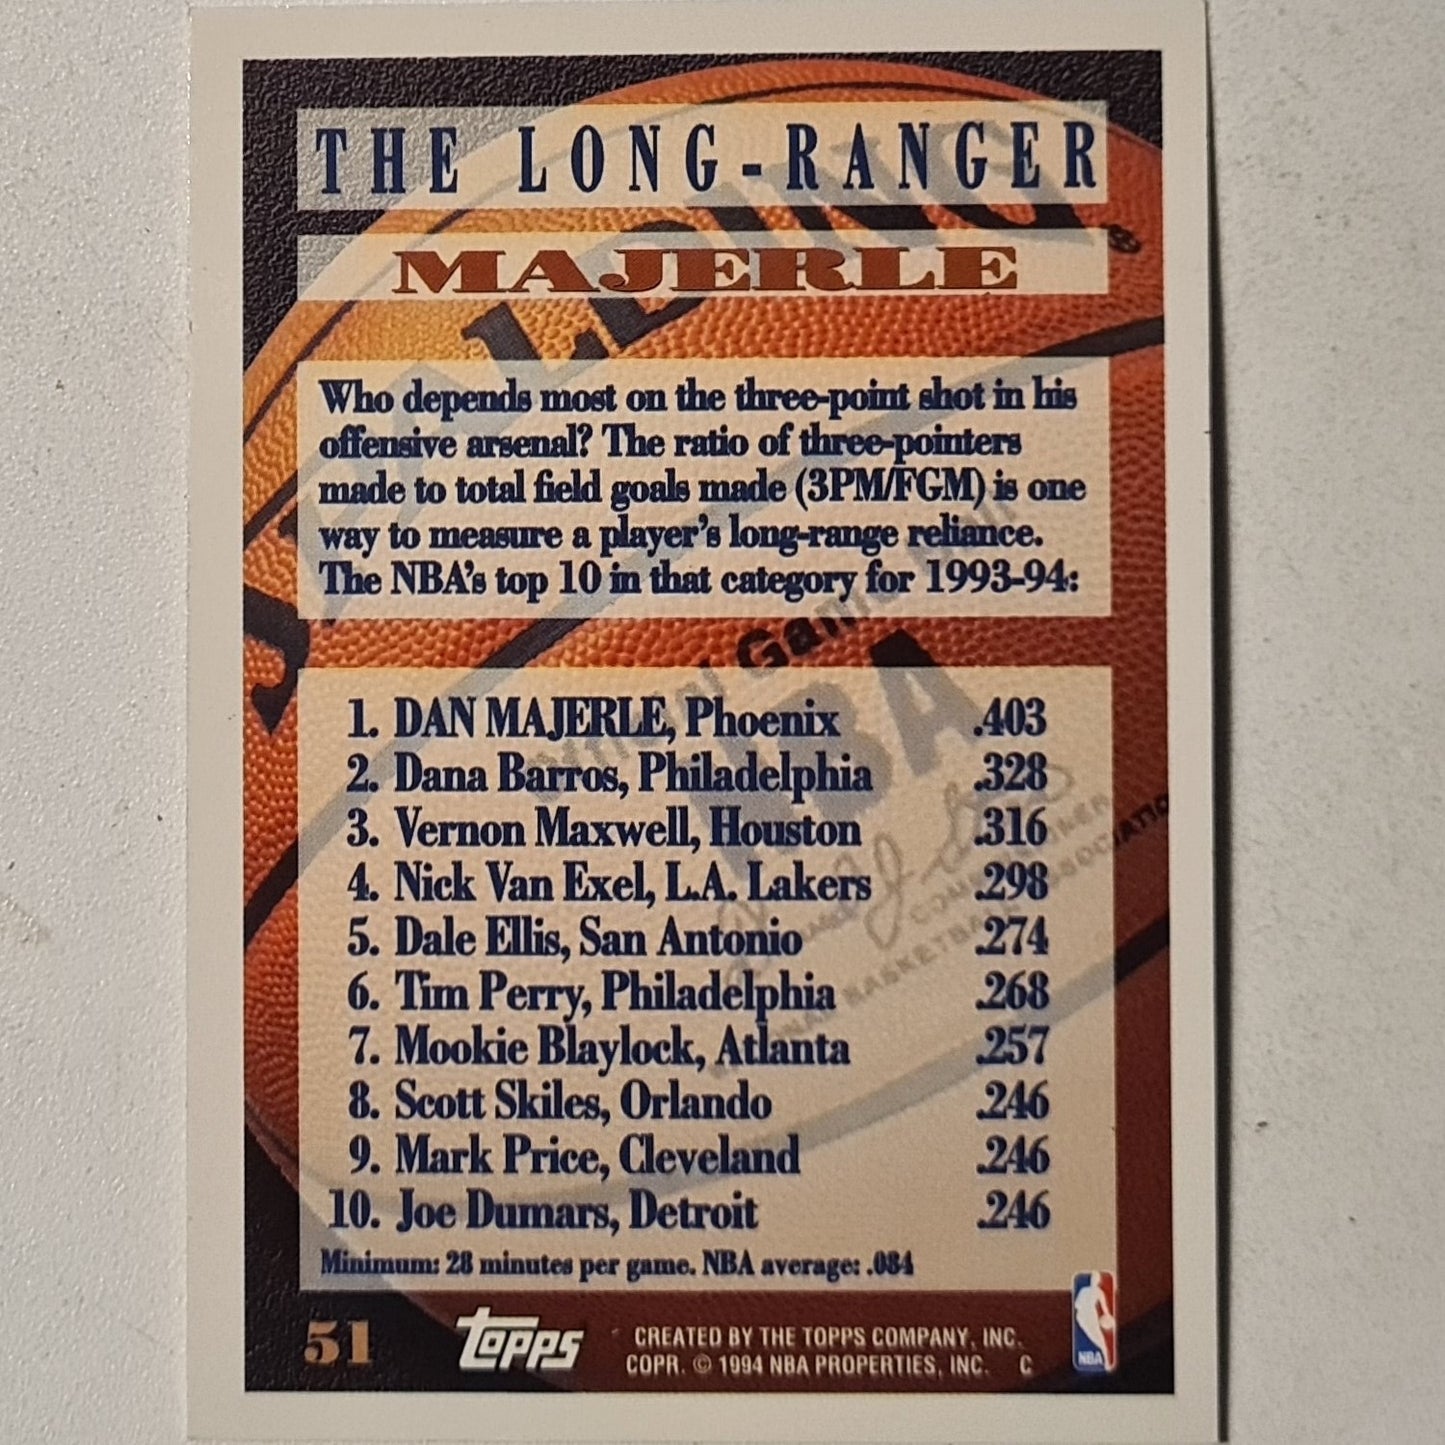 THE LONG-RANGER
MAJERLE
SPALDING®
Who depends most on the three-point shot in his
offensive arsenal? The ratio of three-pointers
made to total field goals made (3PM/FGM) is one
way to measure a player's long-range reliance.
The NBA's top 10 in that category for 1993-94:
Game
NBA
1. DAN MAJERLE, Phoenix .403
2. Dana Barros, Philadelphia .328
3. Vernon Maxwell, Houston .316
4. Nick Van Exel, L.A. Lakers .298
5. Dale Ellis, San Antonio .274
6. Tim Perry, Philadelphia .268
7. Mookie Blaylock, Atlanta .257
8. Scott Skiles, Orlando .246
9. Mark Price, Cleveland .246
10. Joe Dumars, Detroit .246
Minimum: 28 minutes per game. NBA average: .084
51
topps
CREATED BY THE TOPPS COMPANY, INC.
COPR. © 1994 NBA PROPERTIES, INC. C
NBA